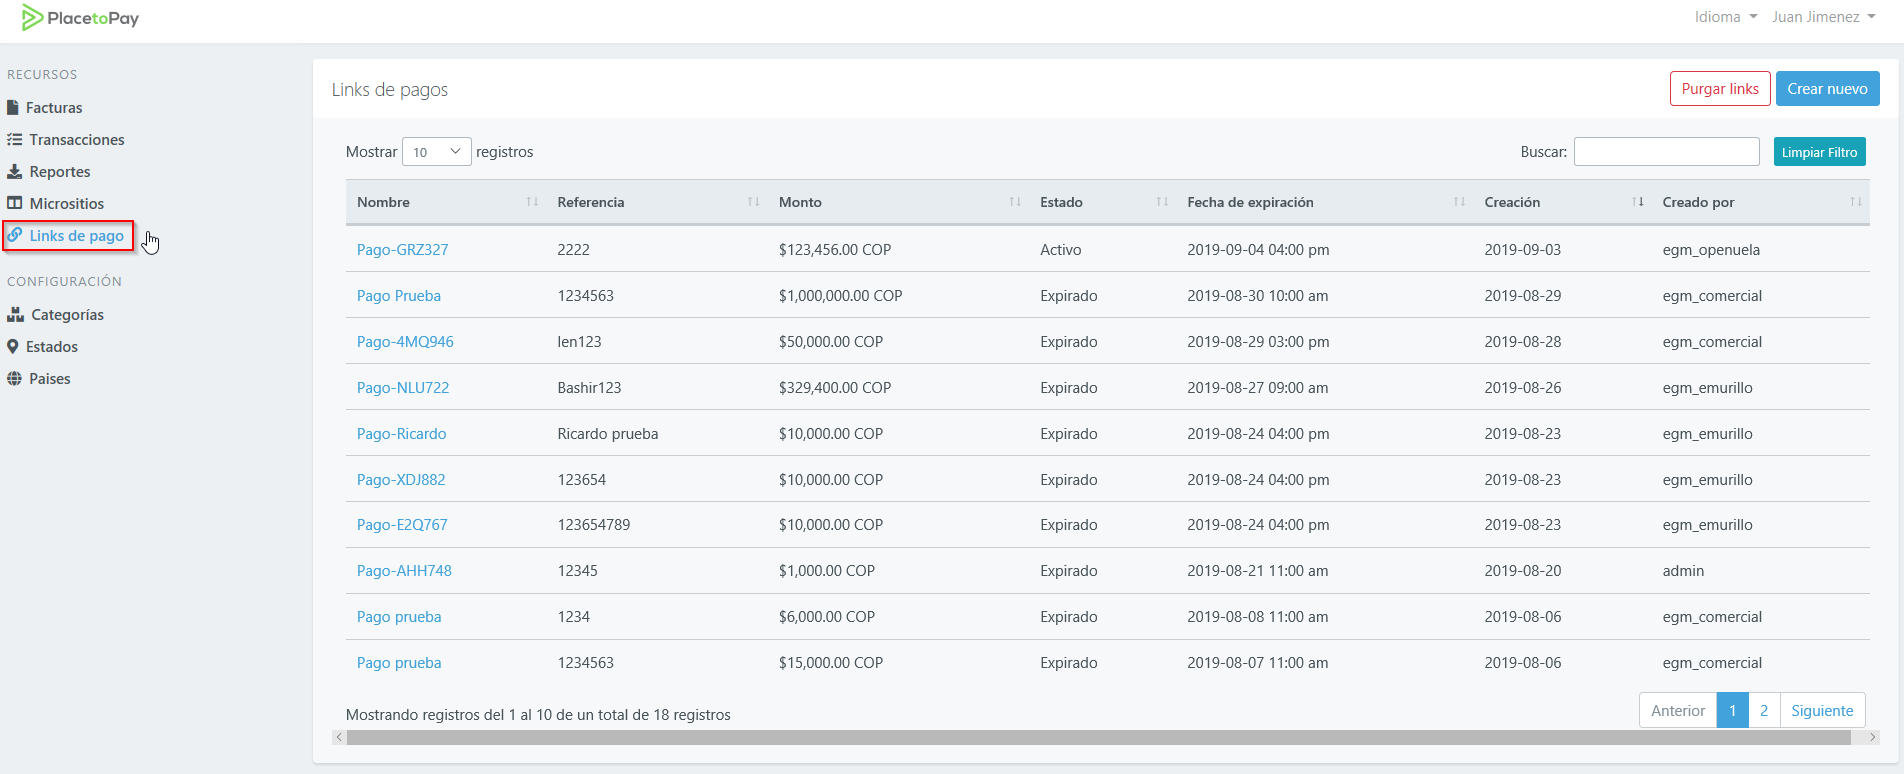 PlacetoPay
Idioma Juan Jimenez
RECURSOS
Facturas
Transacciones
Reportes
Micrositios
Links de pago
CONFIGURACIÓN
Categorías
Estados
Paises
Links de pagos
Purgar links Crear nuevo
Mostrar 10 registros
Buscar: Limpiar Filtro
Nombre Referencia Monto Estado Fecha de expiración Creación Creado por
Pago-GRZ327 2222 $123,456.00 COP Activo 2019-09-04 04:00 pm 2019-09-03 egm_openuela
Pago Prueba 1234563 $1,000,000.00 COP Expirado 2019-08-30 10:00 am 2019-08-29 egm_comercial
Pago-4MQ946 len123 $50,000.00 COP Expirado 2019-08-29 03:00 pm 2019-08-28 egm_comercial
Pago-NLU722 Bashir123 $329,400.00 COP Expirado 2019-08-27 09:00 am 2019-08-26 egm_emurillo
Pago-Ricardo Ricardo prueba $10,000.00 COP Expirado 2019-08-24 04:00 pm 2019-08-23 egm_emurillo
Pago-XDJ882 123654 $10,000.00 COP Expirado 2019-08-24 04:00 pm 2019-08-23 egm_emurillo
Pago-E2Q767 123654789 $10,000.00 COP Expirado 2019-08-24 04:00 pm 2019-08-23 egm_emurillo
Pago-AHH748 12345 $1,000.00 COP Expirado 2019-08-21 11:00 am 2019-08-20 admin
Pago prueba 1234 $6,000.00 COP Expirado 2019-08-08 11:00 am 2019-08-06 egm_comercial
Pago prueba 1234563 $15,000.00 COP Expirado 2019-08-07 11:00 am 2019-08-06 egm_comercial
Mostrando registros del 1 al 10 de un total de 18 registros
Anterior 1 2 Siguiente